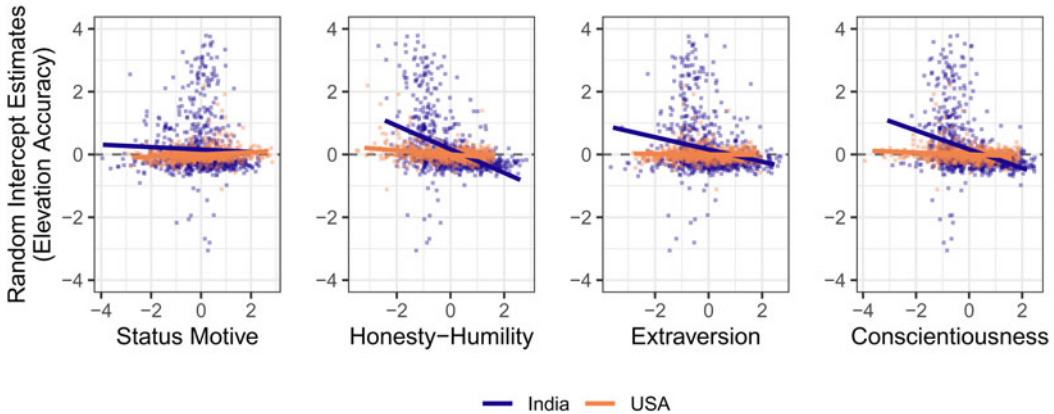 Random Intercept Estimates
(Elevation Accuracy)
4
2
0
−2
−4
−4 −2 0 2
Status Motive
4
2
0
−2
−4
−2 0 2
Honesty−Humility
4
2
0
−2
−4
−2 0 2
Extraversion
4
2
0
−2
−4
−4 −2 0 2
Conscientiousness
India
USA